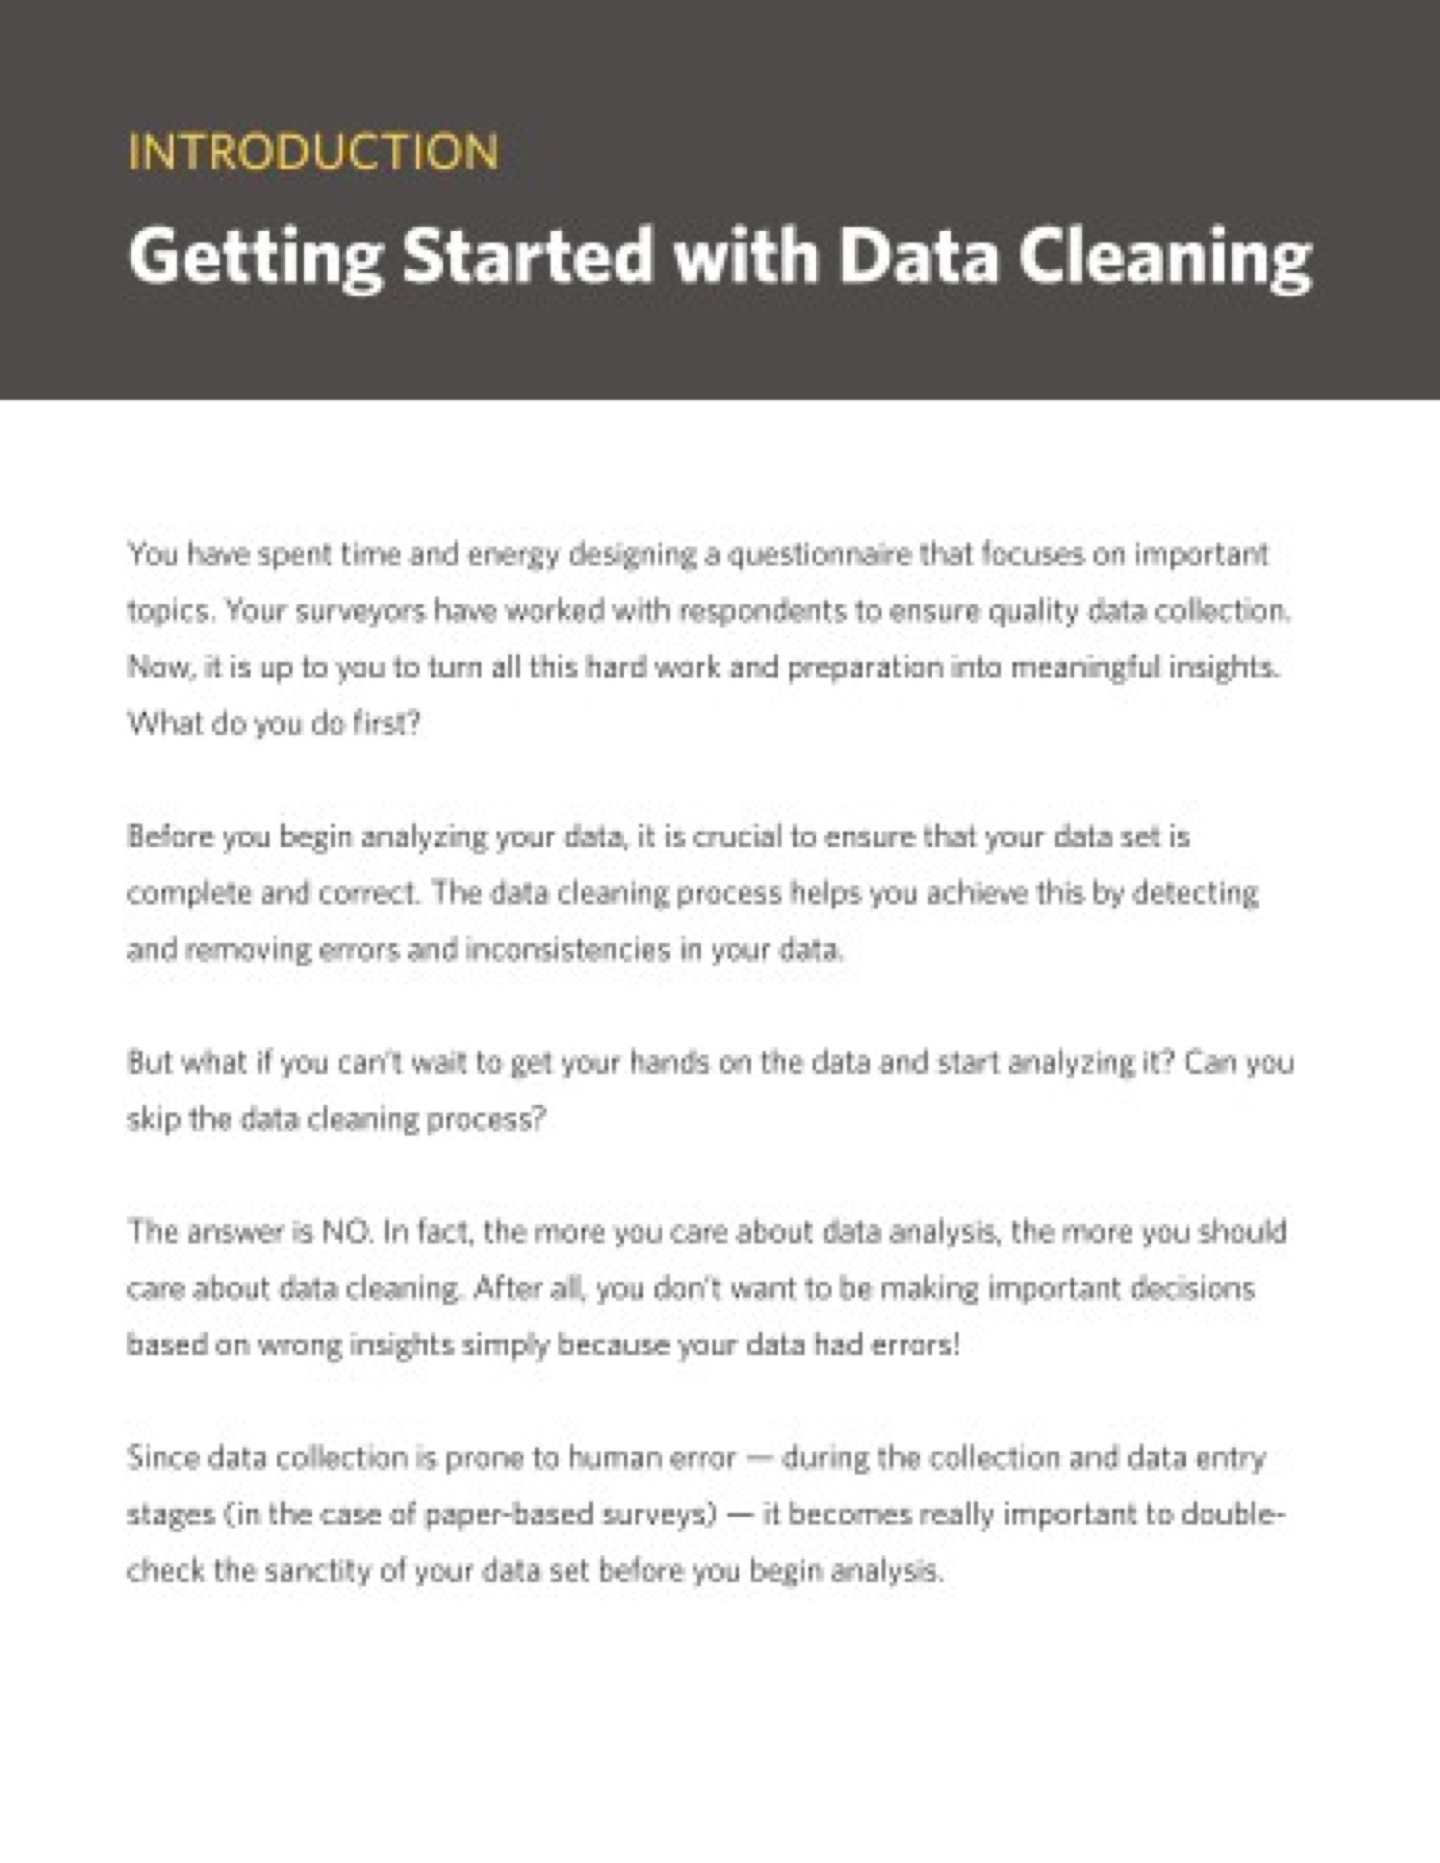 INTRODUCTION
Getting Started with Data Cleaning
You have spent time and energy designing a questionnaire that focuses on important
topics. Your surveyors have worked with respondents to ensure quality data collection.
Now, it is up to you to turn all this hard work and preparation into meaningful insights.
What do you do first?
Before you begin analyzing your data, it is crucial to ensure that your data set is
complete and correct. The data cleaning process helps you achieve this by detecting
and removing errors and inconsistencies in your data.
But what if you can't wait to get your hands on the data and start analyzing it? Can you
skip the data cleaning process?
The answer is NO. In fact, the more you care about data analysis, the more you should
care about data cleaning. After all, you don't want to be making important decisions
based on wrong insights simply because your data had errors!
Since data collection is prone to human error — during the collection and data entry
stages (in the case of paper-based surveys) — it becomes really important to double-
check the sanctity of your data set before you begin analysis.